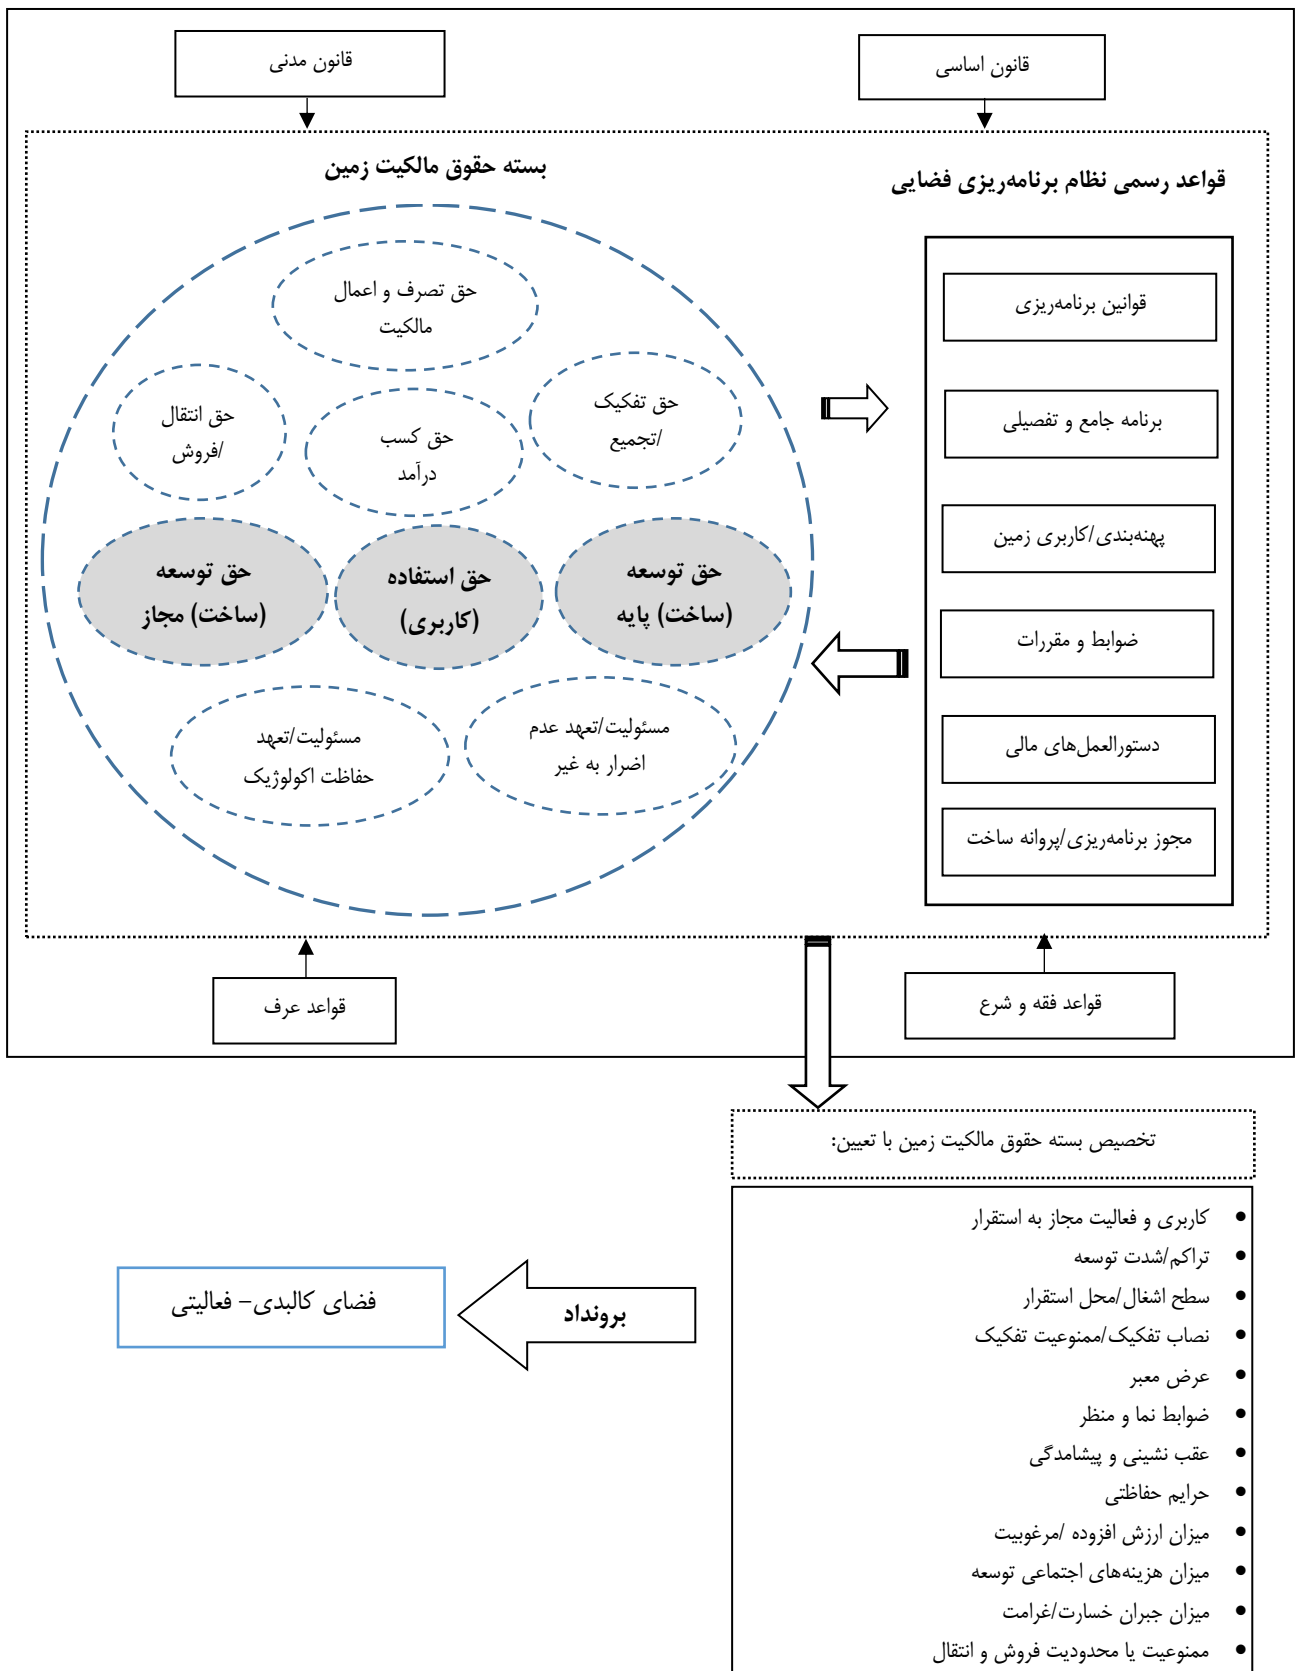 قانون اساسی
قانون مدنی
قواعد رسمی نظام برنامه‌ریزی فضایی
بسته حقوق مالکیت زمین
قوانین برنامه‌ریزی
برنامه جامع و تفصیلی
پهنه‌بندی/کاربری زمین
ضوابط و مقررات
دستورالعمل‌های مالی
مجوز برنامه‌ریزی/پروانه ساخت
حق تصرف و اعمال
مالکیت
حق تفکیک
/تجمیع
حق کسب
درآمد
حق انتقال
/فروش
حق توسعه
(ساخت) پایه
حق استفاده
(کاربری)
حق توسعه
(ساخت) مجاز
مسئولیت/تعهد عدم
اضرار به غیر
مسئولیت/تعهد
حفاظت اکولوژیک
قواعد فقه و شرع
قواعد عرف
تخصیص بسته حقوق مالکیت زمین با تعیین:
• کاربری و فعالیت مجاز به استقرار
• تراکم/شدت توسعه
• سطح اشغال/محل استقرار
• نصاب تفکیک/ممنوعیت تفکیک
• عرض معبر
• ضوابط نما و منظر
• عقب نشینی و پیشامدگی
• حرایم حفاظتی
• میزان ارزش افزوده /مرغوبیت
• میزان هزینه‌های اجتماعی توسعه
• میزان جبران خسارت/غرامت
• ممنوعیت یا محدودیت فروش و انتقال
برونداد
فضای کالبدی- فعالیتی